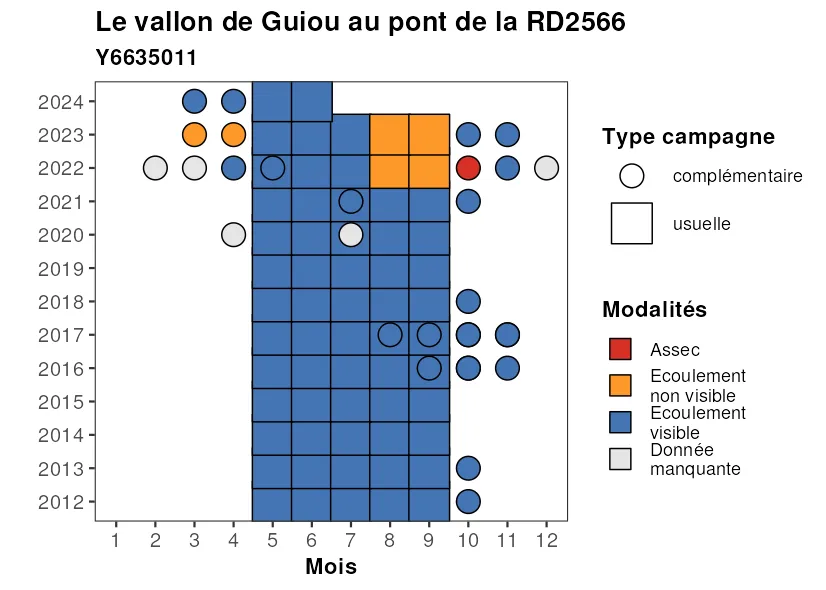 Le vallon de Guiou au pont de la RD2566
Y6635011
2024
2023
2022
2021
2020
2019
2018
2017
2016
2015
2014
2013
2012
1 2 3 4 5 6 7 8 9 10 11 12
Mois
Type campagne
complémentaire
usuelle
Modalités
Assec
Ecoulement
non visible
Ecoulement
visible
Donnée
manquante